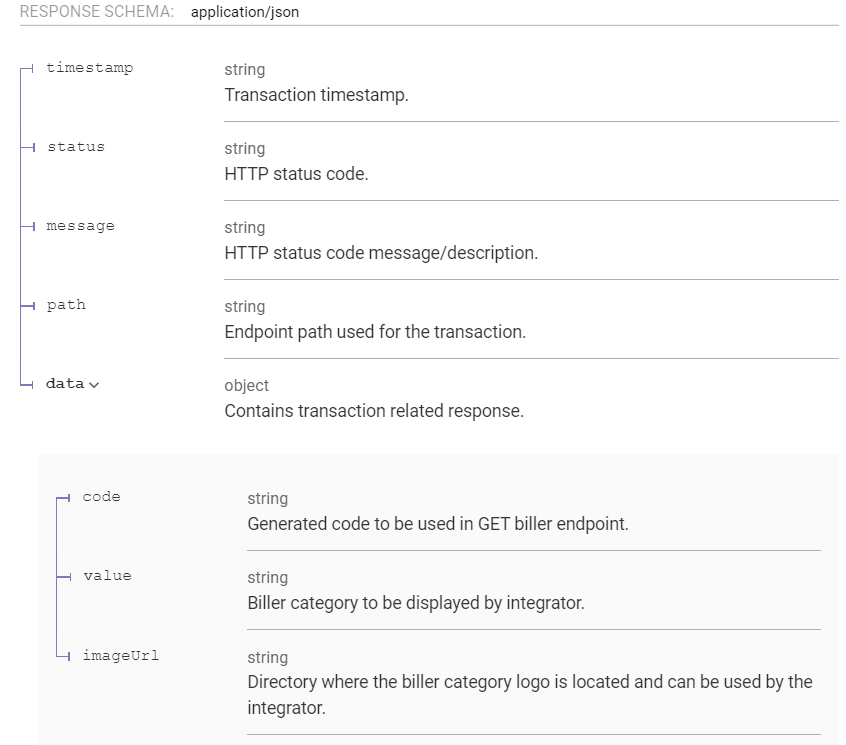 RESPONSE SCHEMA: application/json
timestamp string
Transaction timestamp.
status string
HTTP status code.
message string
HTTP status code message/description.
path string
Endpoint path used for the transaction.
data object
Contains transaction related response.
code string
Generated code to be used in GET biller endpoint.
value string
Biller category to be displayed by integrator.
imageUrl string
Directory where the biller category logo is located and can be used by the
integrator.